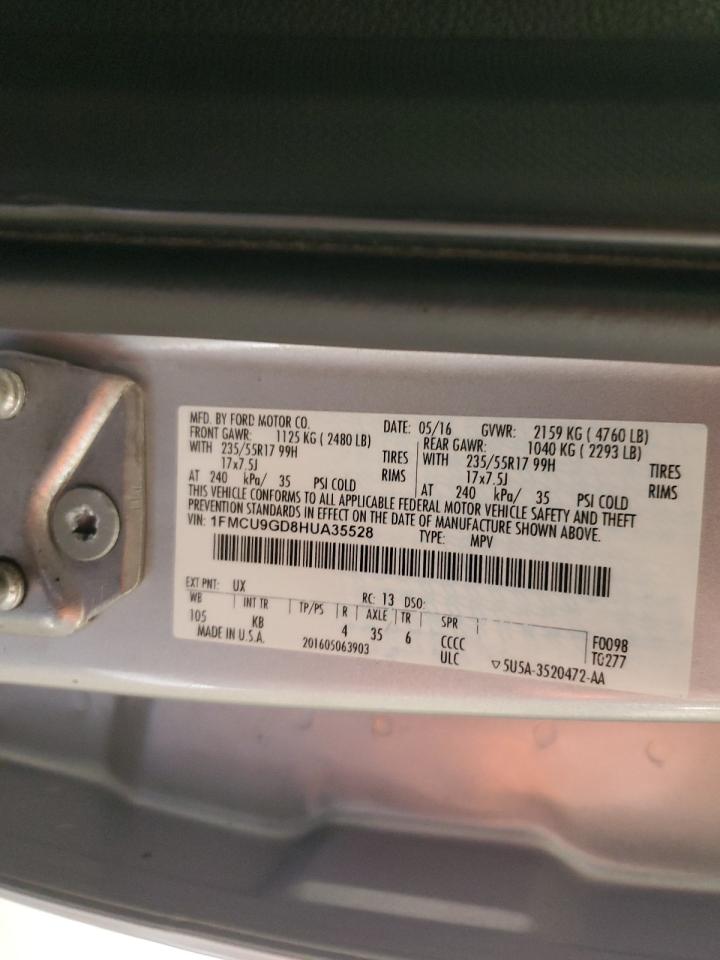 MFD. BY FORD MOTOR CO. DATE: 05/16 GVWR: 2159 KG ( 4760 LB)
FRONT GAWR: 1125 KG ( 2480 LB) REAR GAWR: 1040 KG ( 2293 LB)
WITH 235/55R17 99H TIRES WITH 235/55R17 99H TIRES
17x7.5J RIMS 17x7.5J RIMS
AT 240 kPa/ 35 PSI COLD AT 240 kPa/ 35 PSI COLD
THIS VEHICLE CONFORMS TO ALL APPLICABLE FEDERAL MOTOR VEHICLE SAFETY AND THEFT
PREVENTION STANDARDS IN EFFECT ON THE DATE OF MANUFACTURE SHOWN ABOVE.
VIN: 1FMCU9GD8HUA35528 TYPE: MPV
EXT PNT: UX RC: 13 DSO:
WB INT TR TP/PS R AXLE TR SPR
105 KB 4 35 6 CCCC F0098
MADE IN U.S.A. 201605063903 ULC T0277
5U5A-3520472-AA